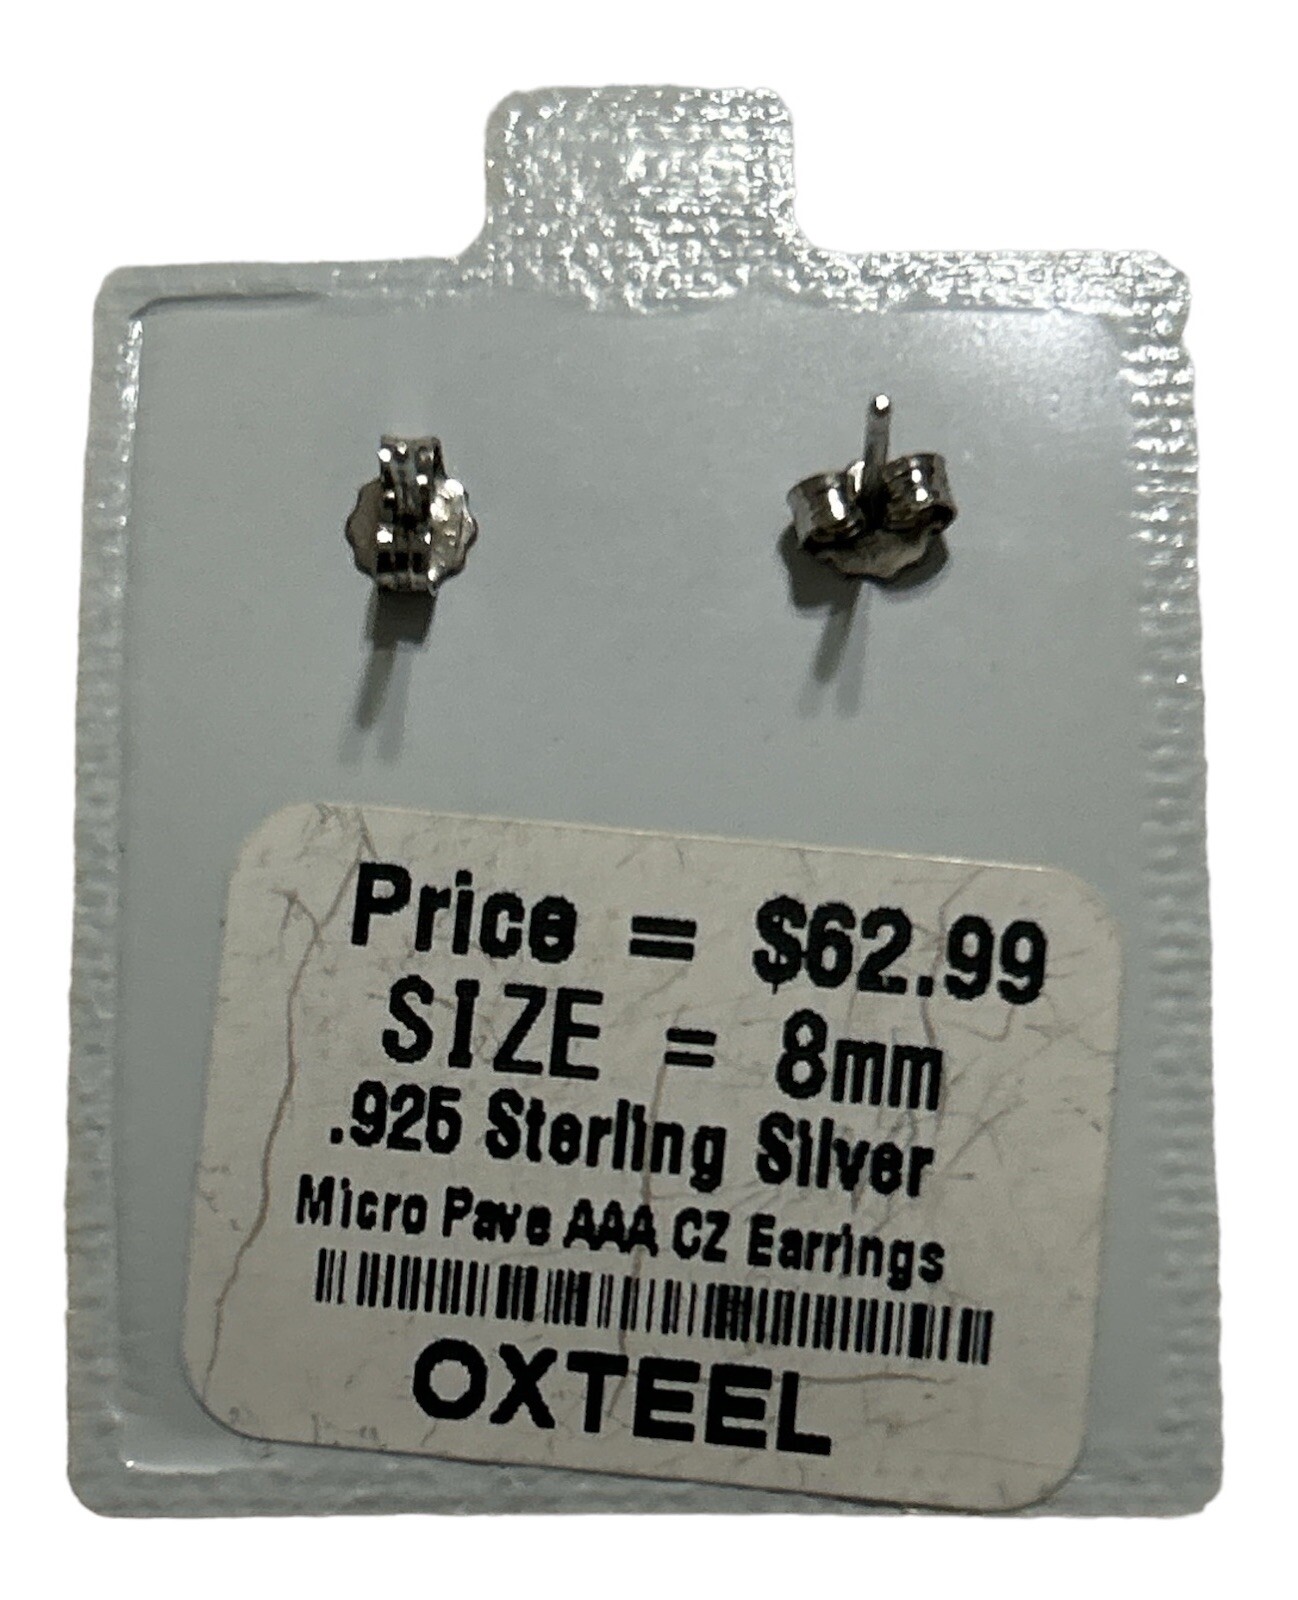 Price = $62.99
SIZE = 8mm
.925 Sterling Silver
Micro Pave AAA CZ Earrings
OXTEEL